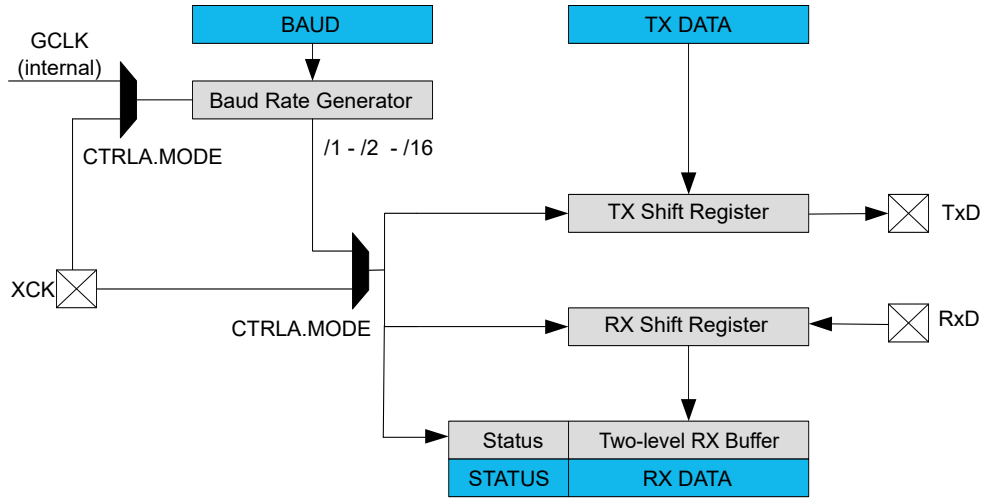 BAUD
TX DATA
GCLK
(internal)
Baud Rate Generator
/1 - /2 - /16
CTRLA.MODE
TX Shift Register
TxD
XCK
CTRLA.MODE
RX Shift Register
RxD
Status
Two-level RX Buffer
STATUS
RX DATA